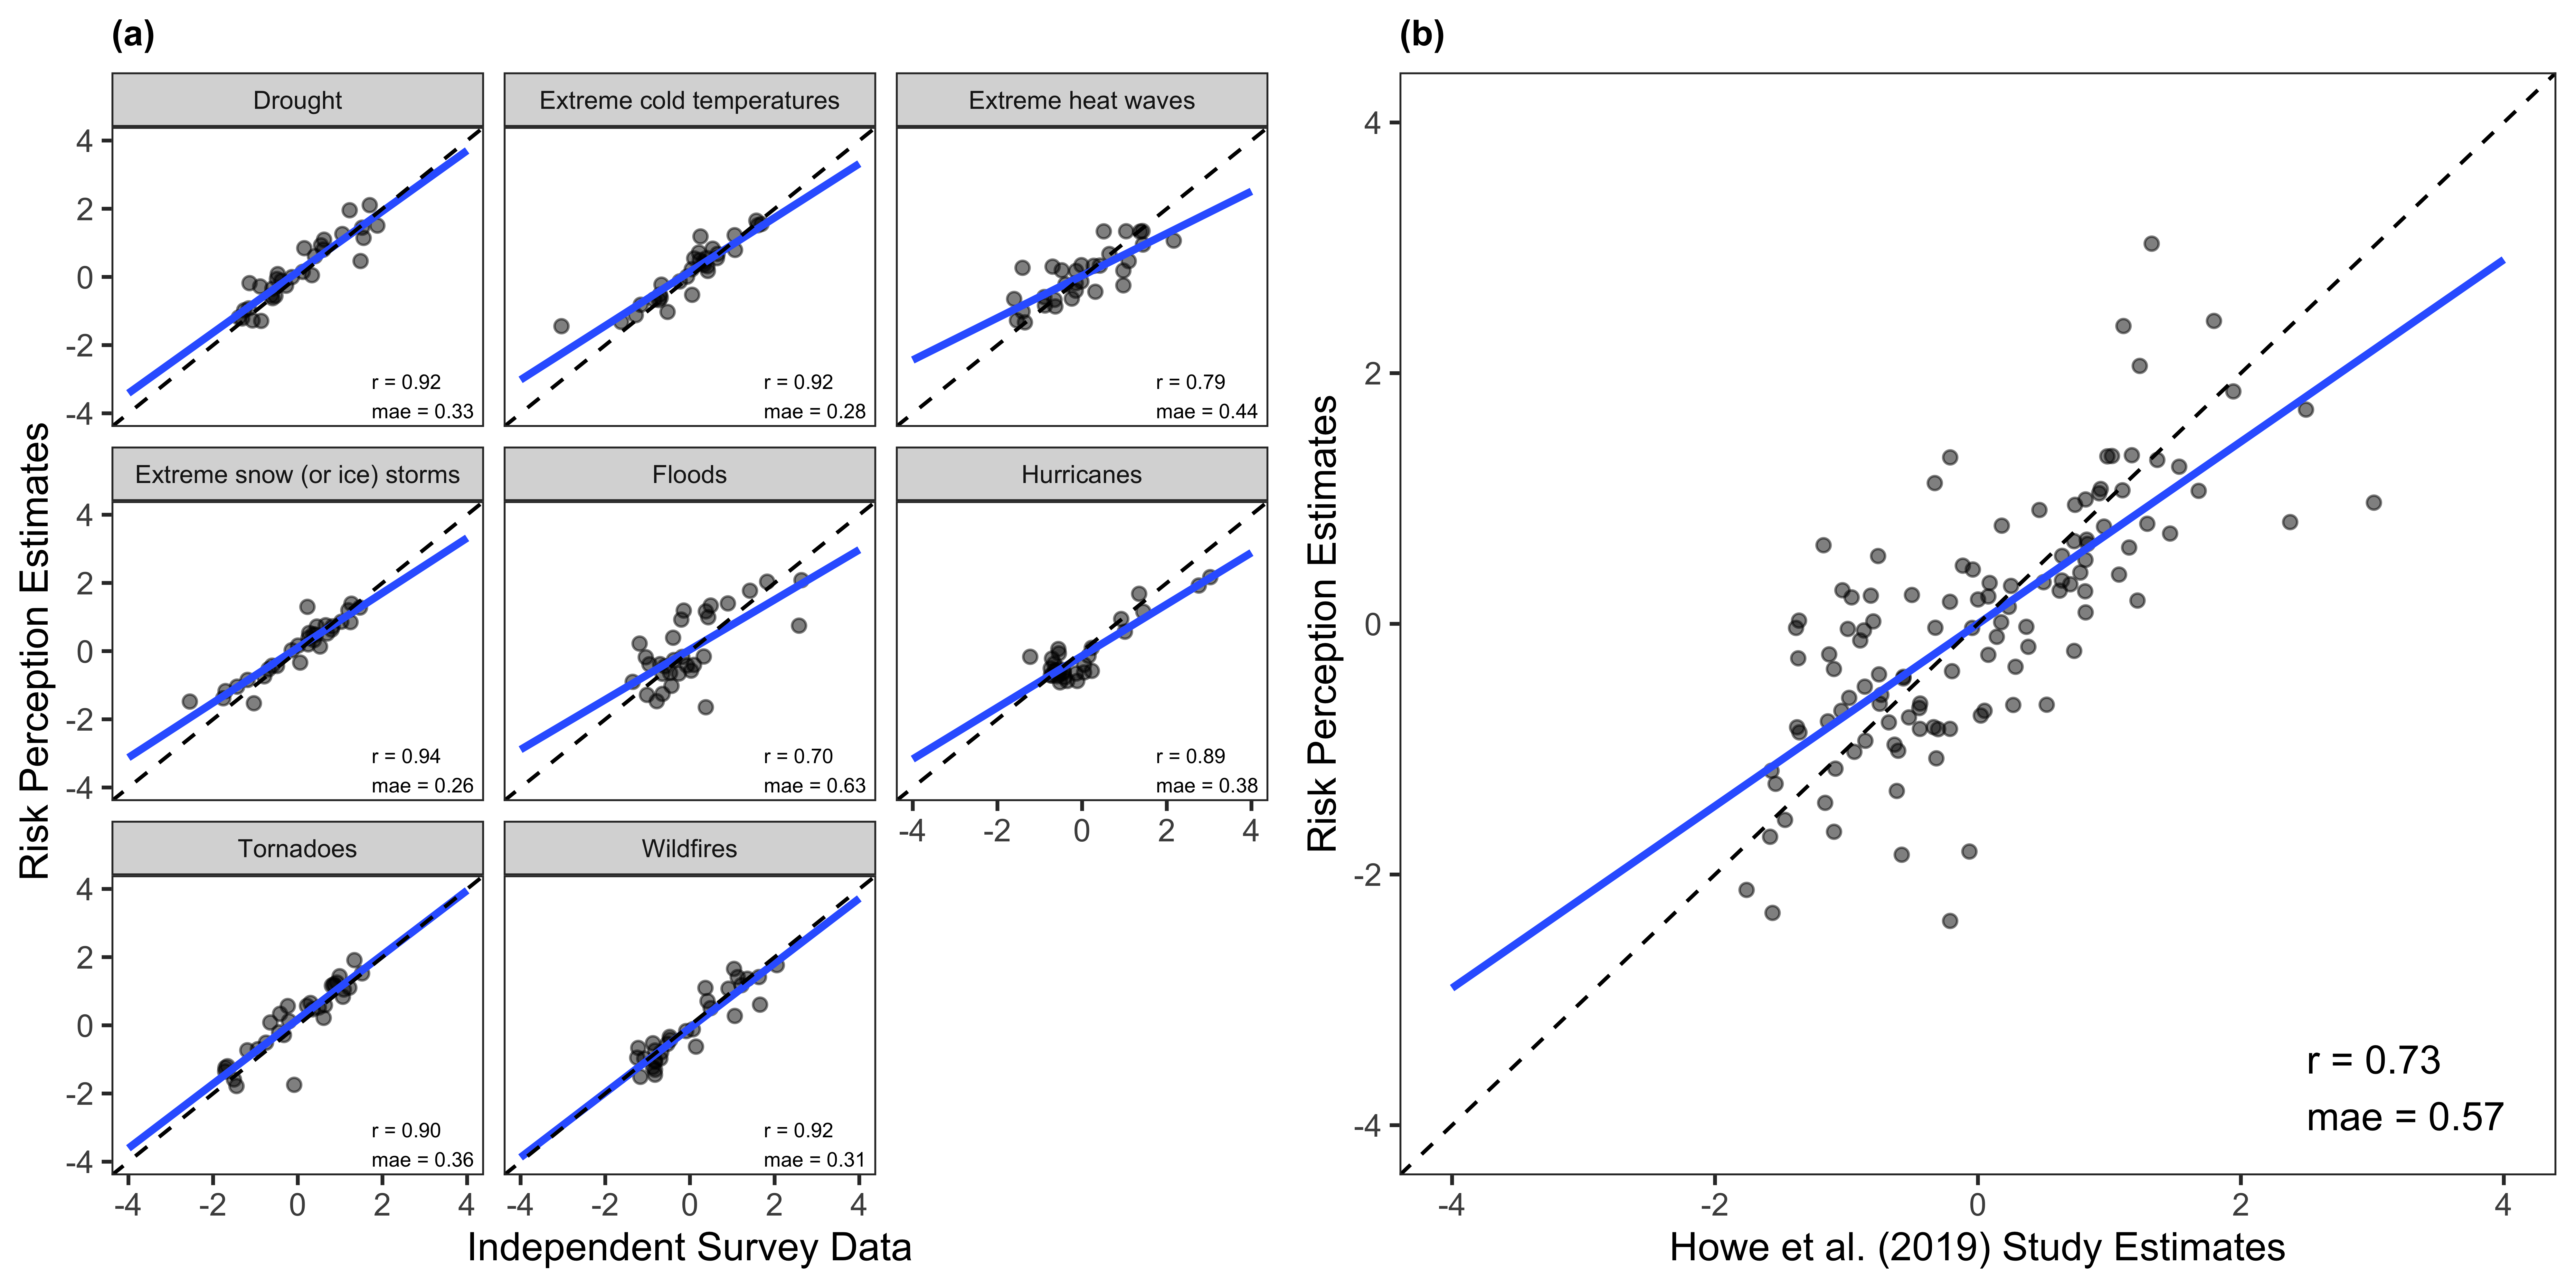 (a)
(b)
Risk Perception Estimates
Drought
Extreme cold temperatures
Extreme heat waves
4
2
0
-2
-4
r = 0.92
mae = 0.33
r = 0.92
mae = 0.28
r = 0.79
mae = 0.44
Extreme snow (or ice) storms
Floods
Hurricanes
4
2
0
-2
-4
r = 0.94
mae = 0.26
r = 0.70
mae = 0.63
r = 0.89
mae = 0.38
-4 -2 0 2 4
Tornadoes
Wildfires
4
2
0
-2
-4
r = 0.90
mae = 0.36
r = 0.92
mae = 0.31
-4 -2 0 2 4
-4 -2 0 2 4
Independent Survey Data
Risk Perception Estimates
4
2
0
-2
-4
r = 0.73
mae = 0.57
-4 -2 0 2 4
Howe et al. (2019) Study Estimates